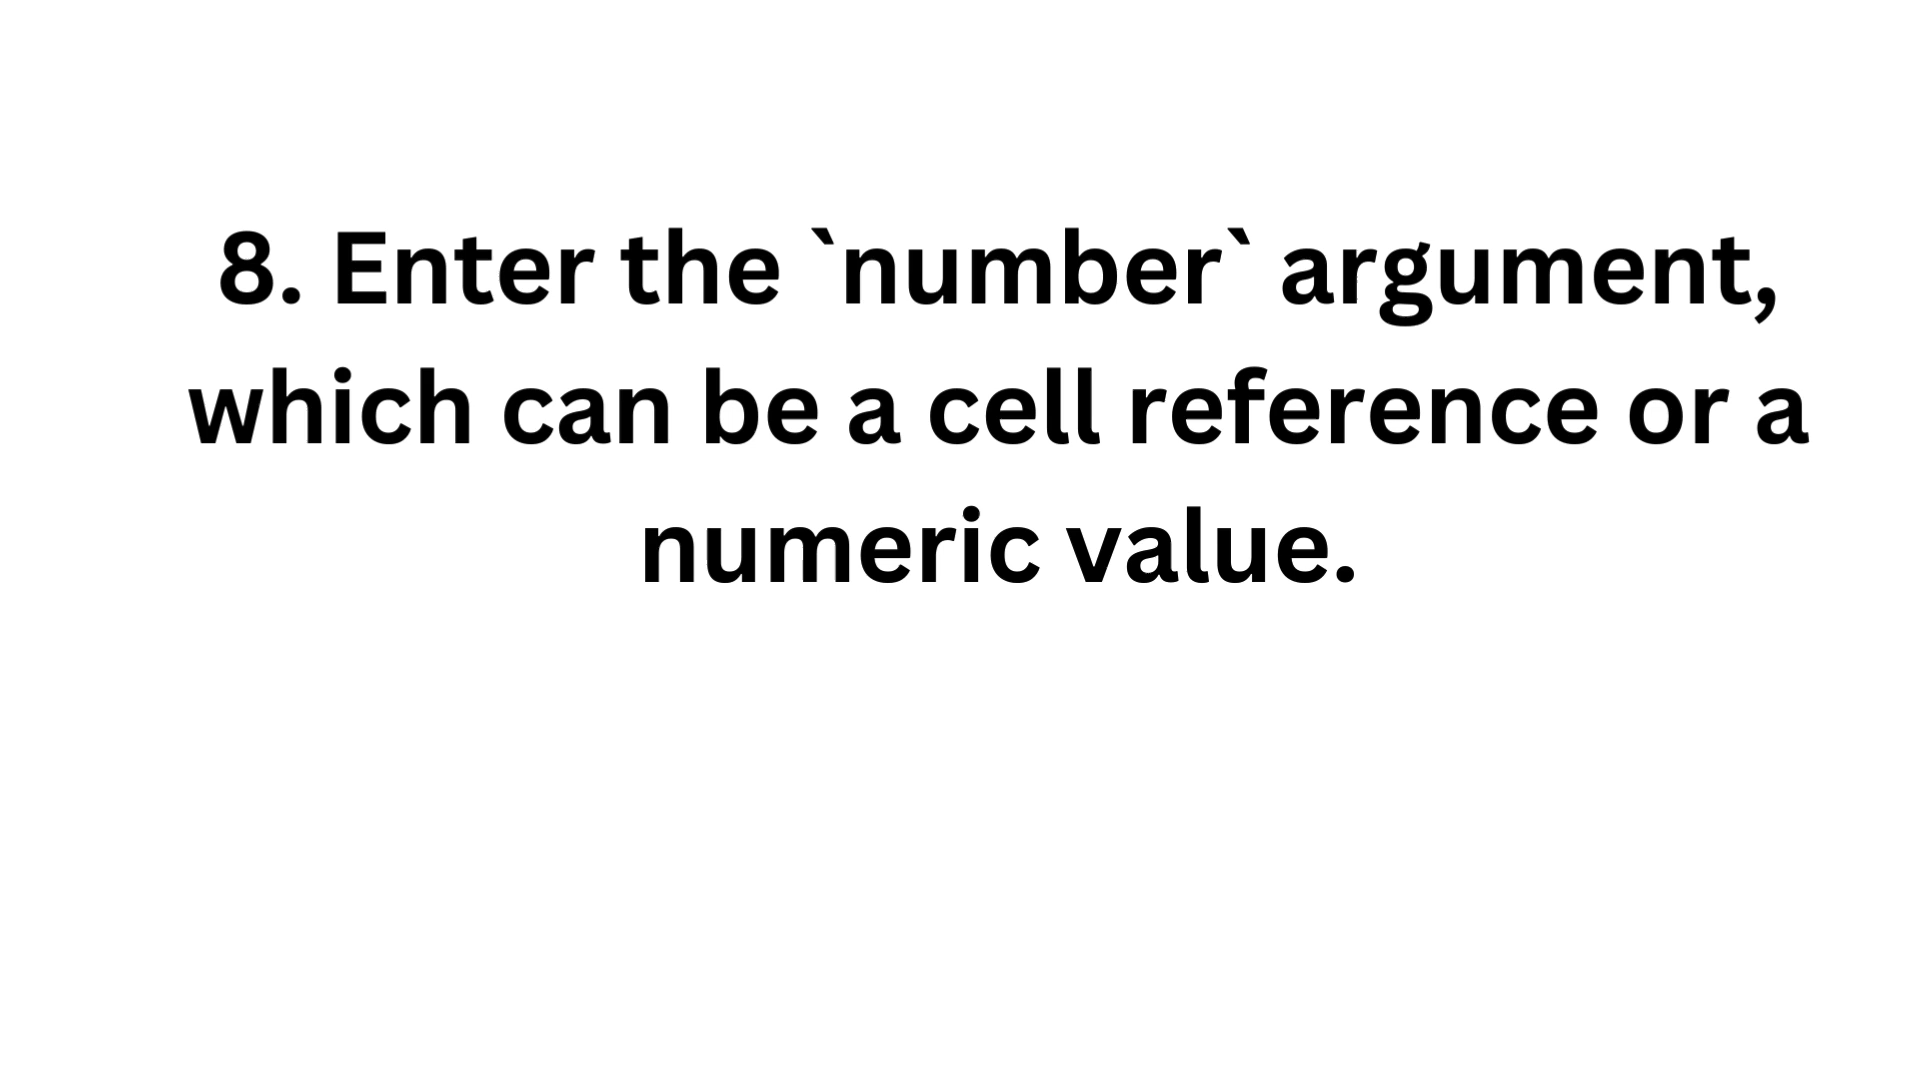 8. Enter the `number` argument,
which can be a cell reference or a
numeric value.